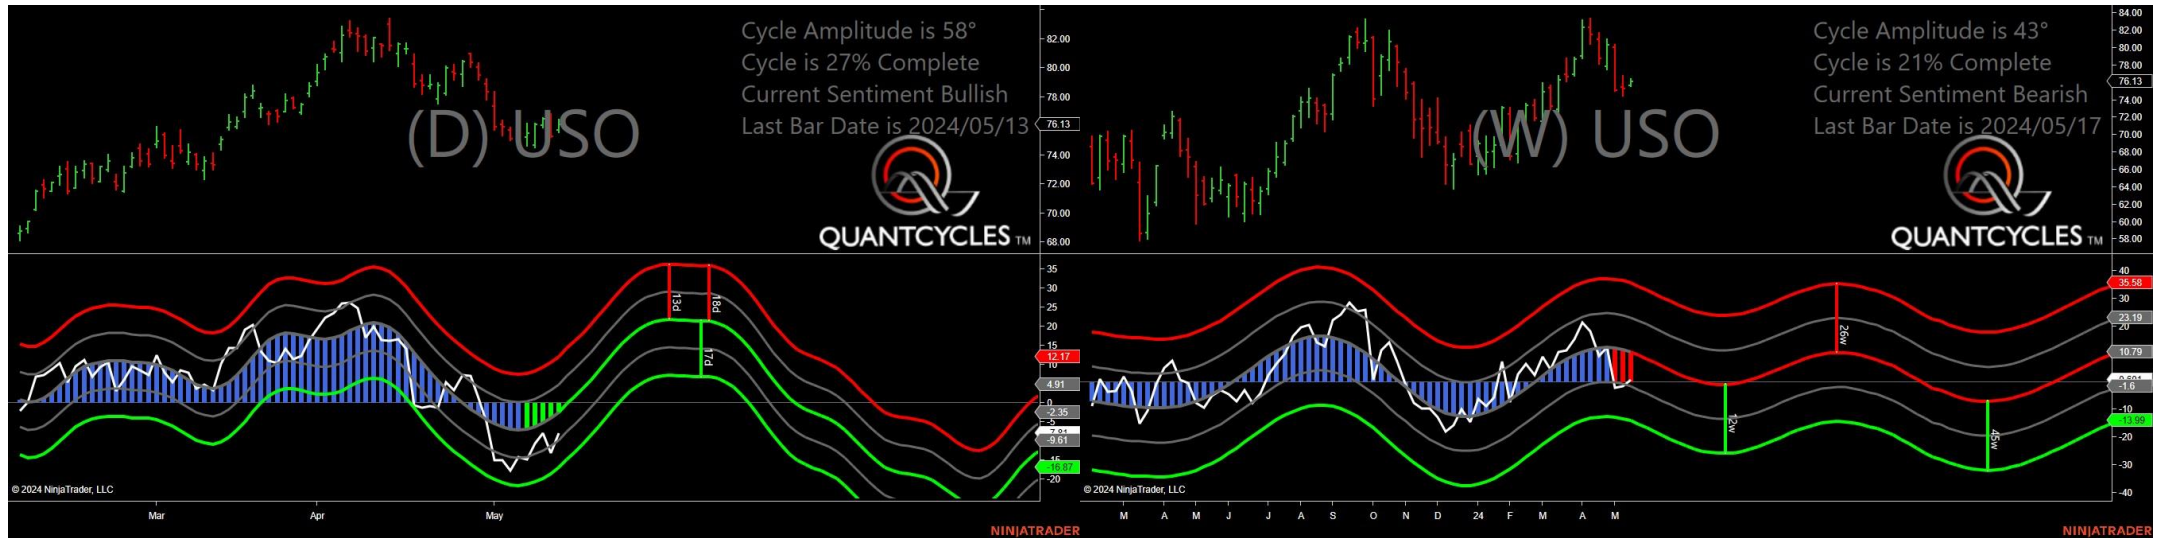 Cycle Amplitude is 58°
Cycle is 27% Complete
Current Sentiment Bullish
Last Bar Date is 2024/05/13
(D) USO
QUANTCYCLES TM
82.00
80.00
78.00
76.13
74.00
72.00
70.00
68.00
35
30
25
20
15
12.17
10
4.91
0
-2.35
-5
-9.61
-16.87
-20
13d
18d
17d
© 2024 NinjaTrader, LLC
Mar
Apr
May
NINJATRADER
Cycle Amplitude is 43°
Cycle is 21% Complete
Current Sentiment Bearish
Last Bar Date is 2024/05/17
(W) USO
QUANTCYCLES TM
84.00
82.00
80.00
78.00
76.13
74.00
72.00
70.00
68.00
66.00
64.00
62.00
60.00
58.00
40
35.58
30
23.19
20
10.79
-1.6
-10
-13.99
-20
-30
-40
26w
12w
45w
© 2024 NinjaTrader, LLC
M A M J J A S O N D 24 F M A M
NINJATRADER